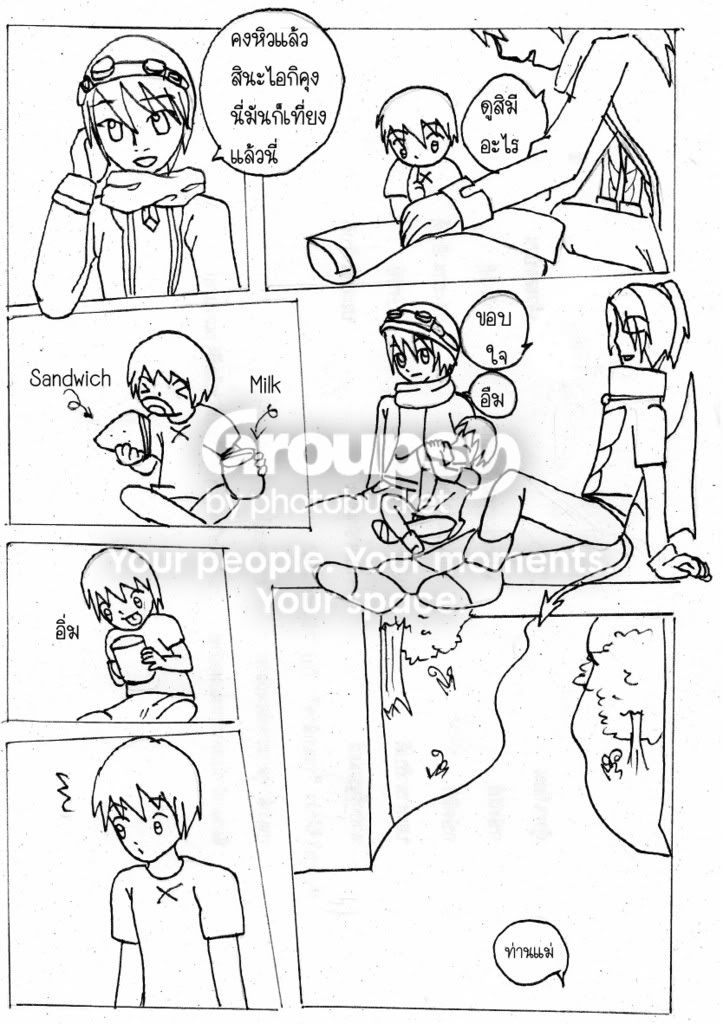 คงหิวแล้ว
สินะไอกิคุง
นี่มันก็เที่ยง
แล้วนี่
ดูสิมี
อะไร
Sandwich
Milk
ขอบ
ใจ
อืม
อิ่ม
ท่านแม่
by photobucket
Your people. Your moments.
Your space.